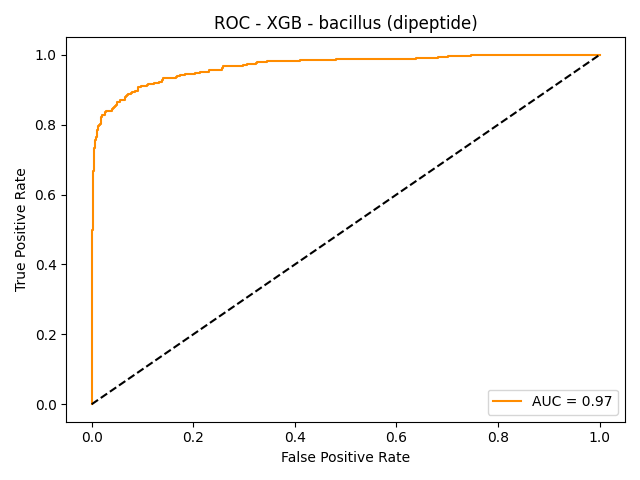 ROC - XGB - bacillus (dipeptide)
True Positive Rate
1.0
0.8
0.6
0.4
0.2
0.0
AUC = 0.97
0.0 0.2 0.4 0.6 0.8 1.0
False Positive Rate